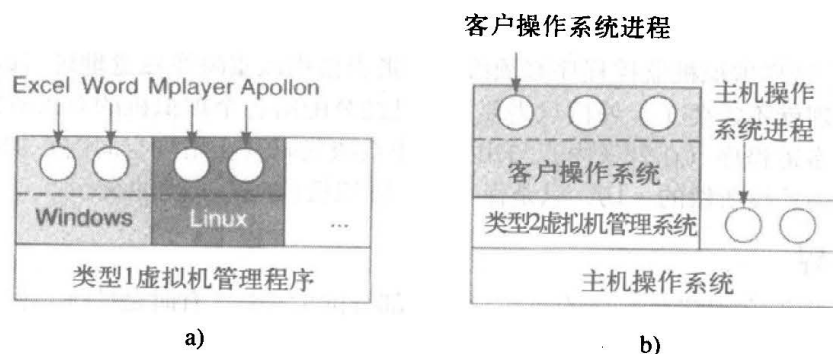 Excel Word Mplayer Apollon
Windows
Linux
...
类型1虚拟机管理程序
a)
客户操作系统进程
主机操作
系统进程
客户操作系统
类型2虚拟机管理系统
主机操作系统
b)